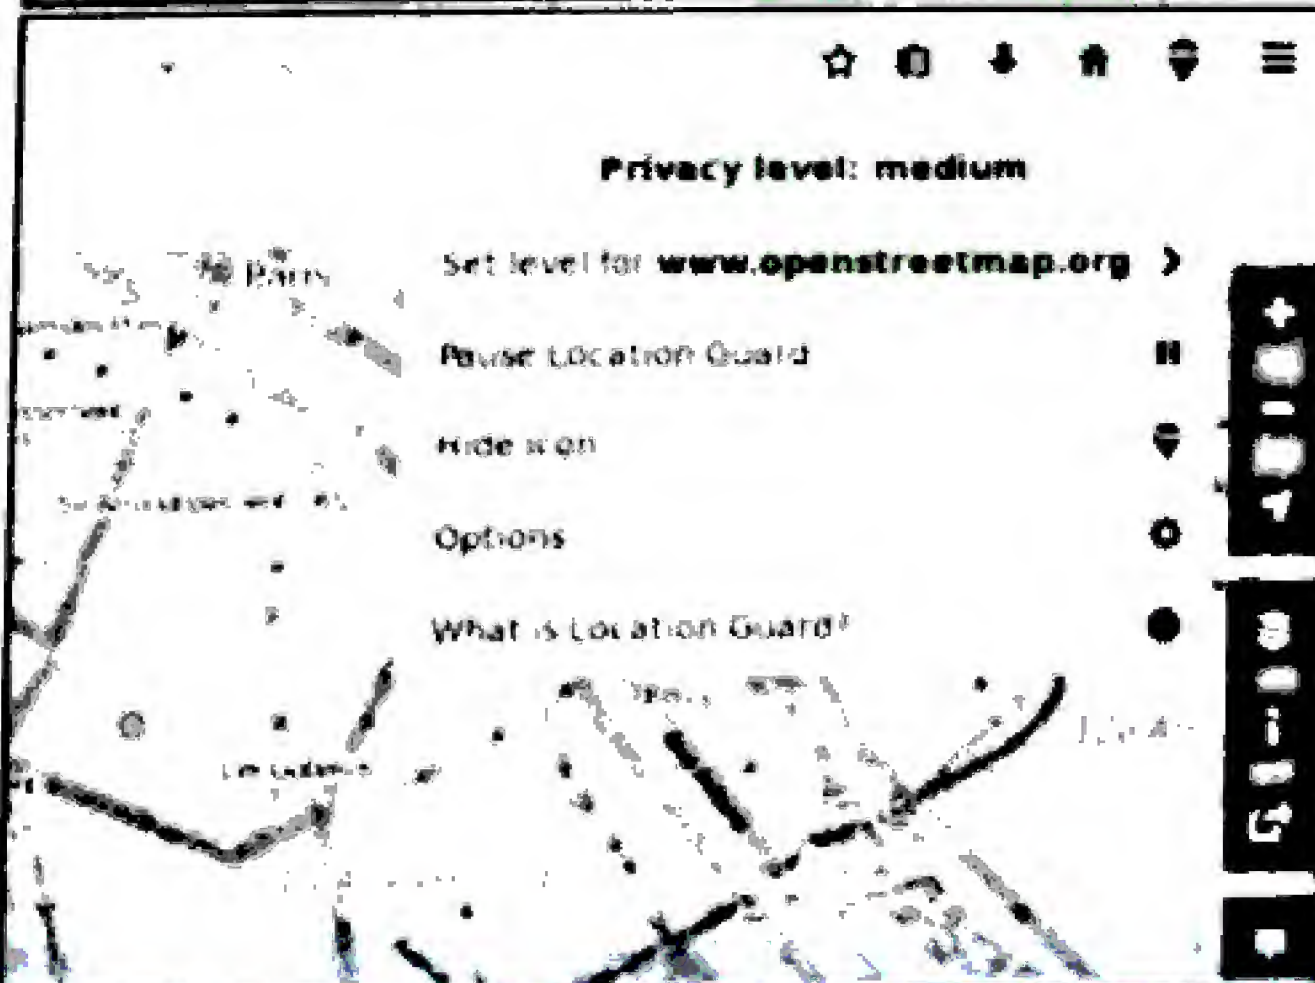 Privacy level: medium
Set level for www.openstreetmap.org
Paris
Pause Location Guard
Hide icon
Options
What is Location Guard?